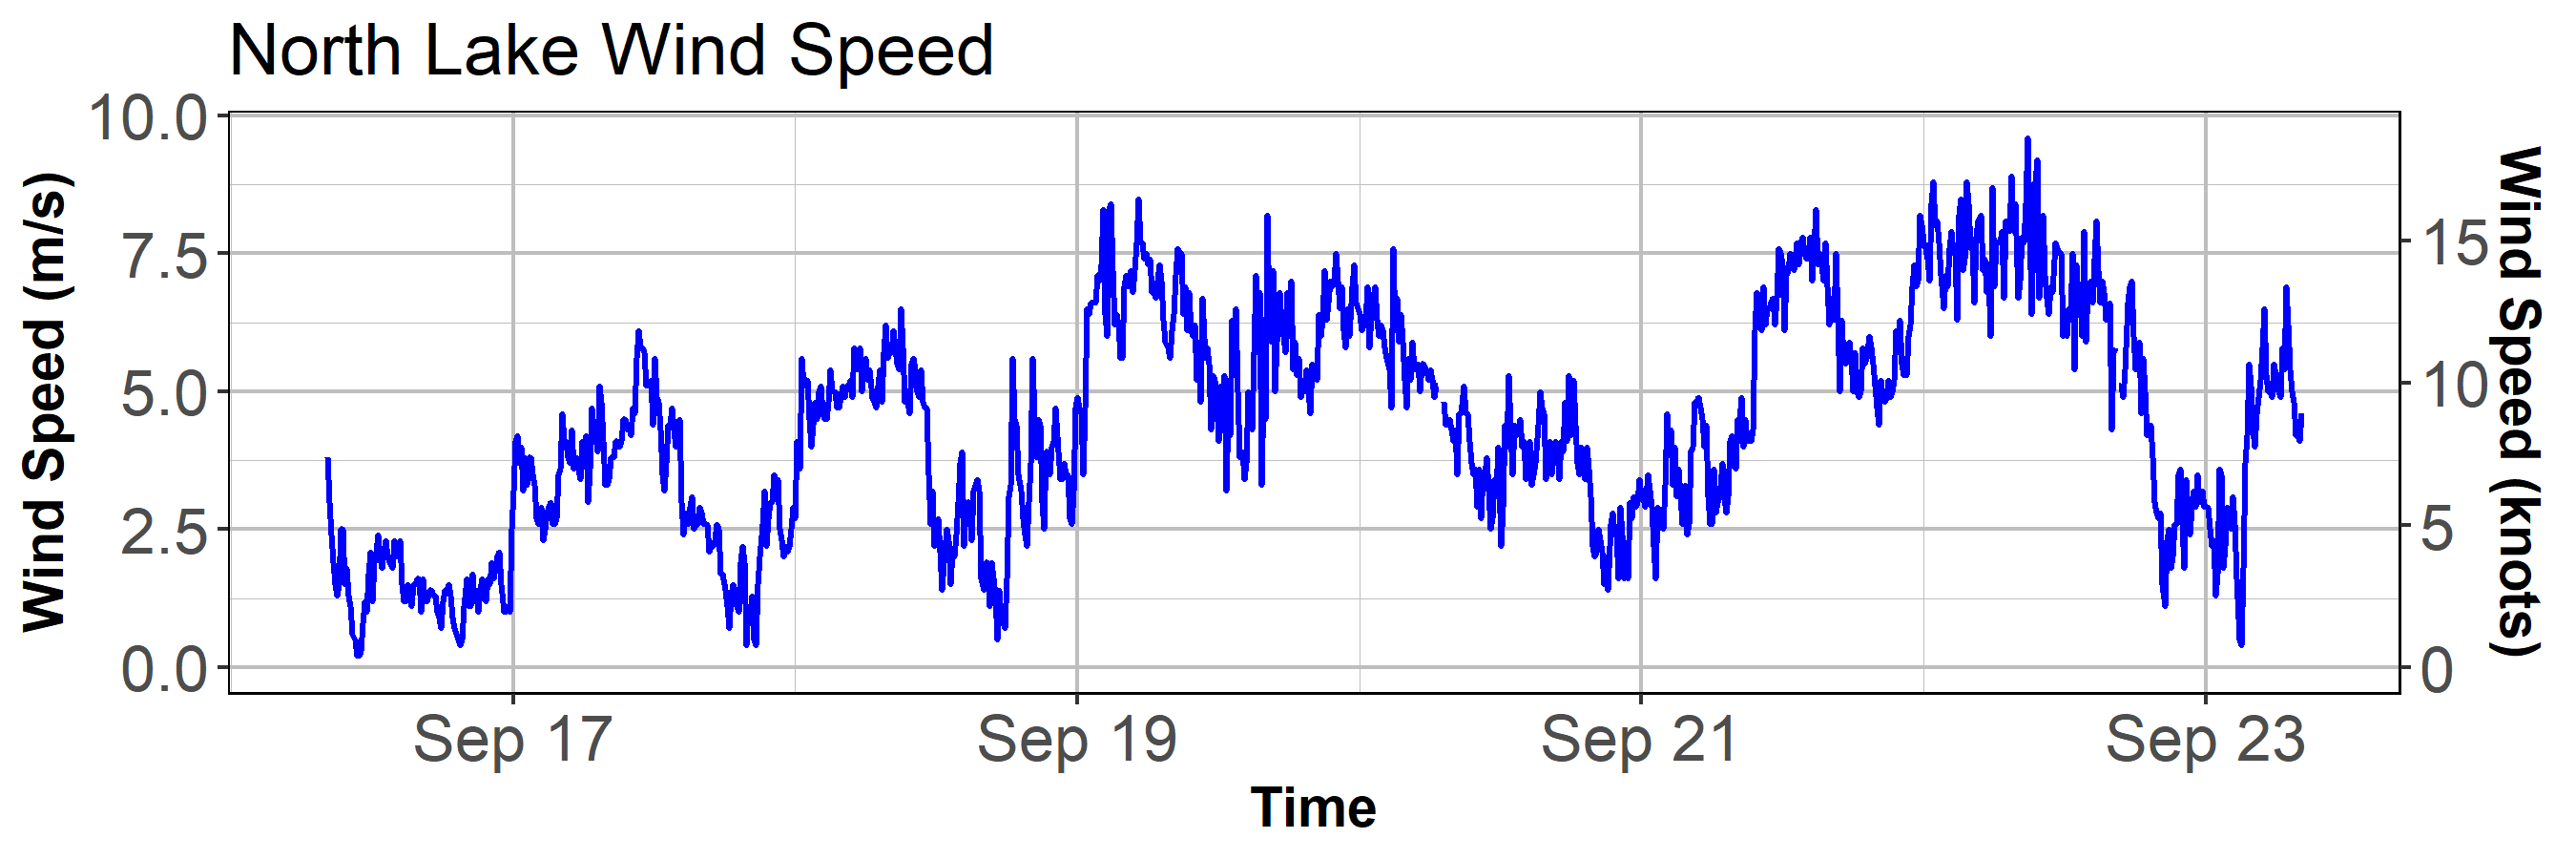 North Lake Wind Speed
Wind Speed (m/s)
10.0
7.5
5.0
2.5
0.0
Wind Speed (knots)
15
10
5
0
Sep 17 Sep 19 Sep 21 Sep 23
Time